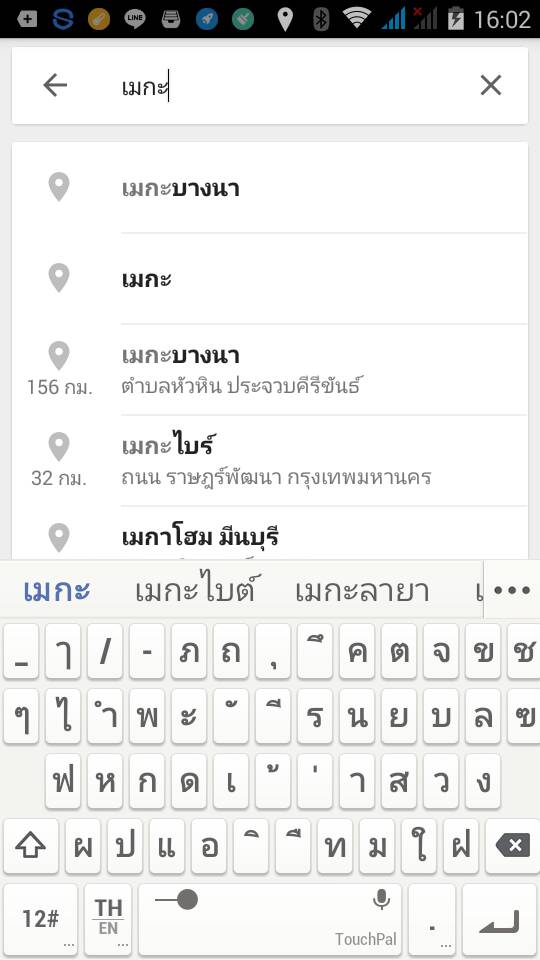 LINE
16:02
เมกะ
เมกะบางนา
เมกะ
เมกะบางนา
156 กม.
ตำบลหัวหิน ประจวบคีรีขันธ์
เมกะไบร์
32 กม.
ถนน ราษฎร์พัฒนา กรุงเทพมหานคร
เมกาโฮม มีนบุรี
เมกะ เมกะไบต์ เมกะลายา
_ ๅ / - ภ ถ ุ ึ ค ต จ ข ช
ๆ ไ ำ พ ะ ั ี ร น ย บ ล ฃ
ฟ ห ก ด เ ้ ่ า ส ว ง
ผ ป แ อ ิ ื ท ม ใ ฝ
12# ... TH EN ... TouchPal . ...